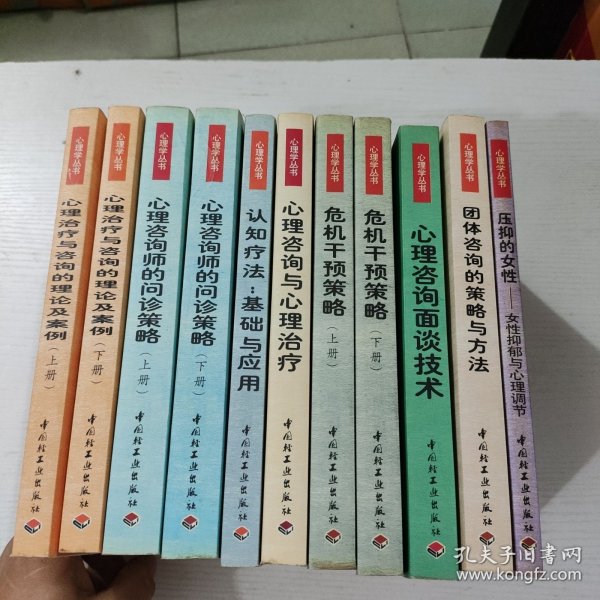 心理学丛书
心理治疗与咨询的理论及案例(上册)
中国轻工业出版社
心理学丛书
心理治疗与咨询的理论及案例(下册)
中国轻工业出版社
心理学丛书
心理咨询师的问诊策略(上册)
中国轻工业出版社
心理学丛书
心理咨询师的问诊策略(下册)
中国轻工业出版社
心理学丛书
认知疗法:基础与应用
中国轻工业出版社
心理学丛书
心理咨询与心理治疗
中国轻工业出版社
心理学丛书
危机干预策略(上册)
中国轻工业出版社
心理学丛书
危机干预策略(下册)
中国轻工业出版社
心理学丛书
心理咨询面谈技术
中国轻工业出版社
心理学丛书
团体咨询的策略与方法
中国轻工业出版社
心理学丛书
压抑的女性——女性抑郁与心理调节
中国轻工业出版社
孔夫子旧书网
www.kongfz.com